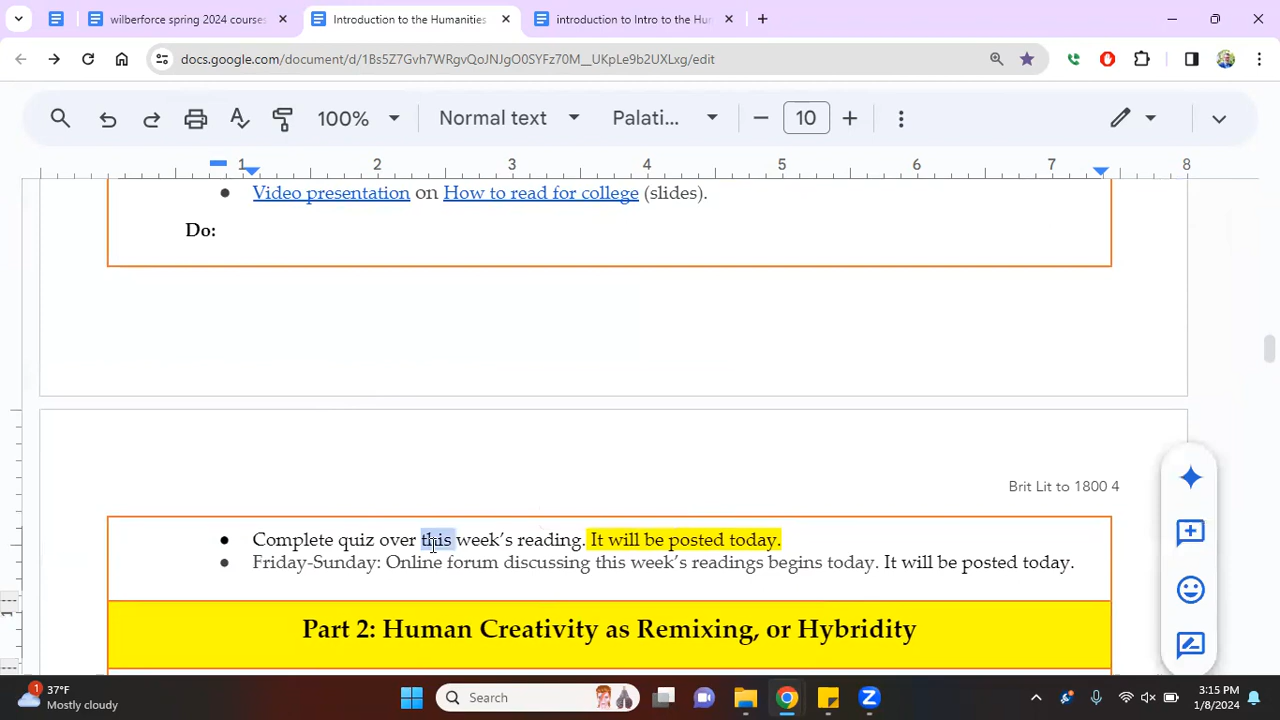 wilberforce spring 2024 courses
Introduction to the Humanities
introduction to Intro to the Hur
docs.google.com/document/d/1Bs5Z7Gvh7WRgvQoJNJgO0SYFz70M__UKpLe9b2UXLxg/edit
100%
Normal text
Palati...
10
1 2 3 4 5 6 7 8
● Video presentation on How to read for college (slides).
Do:
Brit Lit to 1800 4
● Complete quiz over this week's reading. It will be posted today.
● Friday-Sunday: Online forum discussing this week's readings begins today. It will be posted today.
Part 2: Human Creativity as Remixing, or Hybridity
1
1
37°F
Mostly cloudy
Search
3:15 PM
1/8/2024